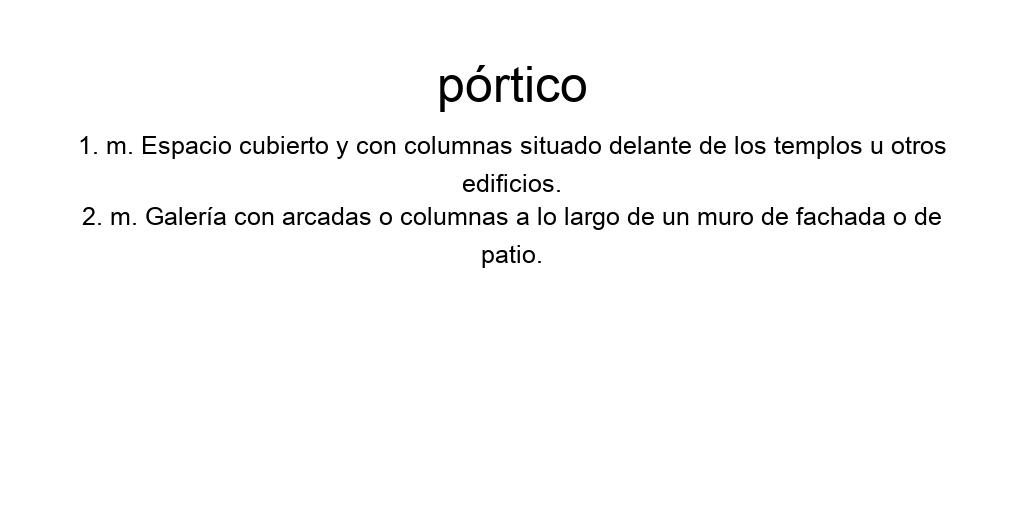 pórtico
1. m. Espacio cubierto y con columnas situado delante de los templos u otros
edificios.
2. m. Galería con arcadas o columnas a lo largo de un muro de fachada o de
patio.